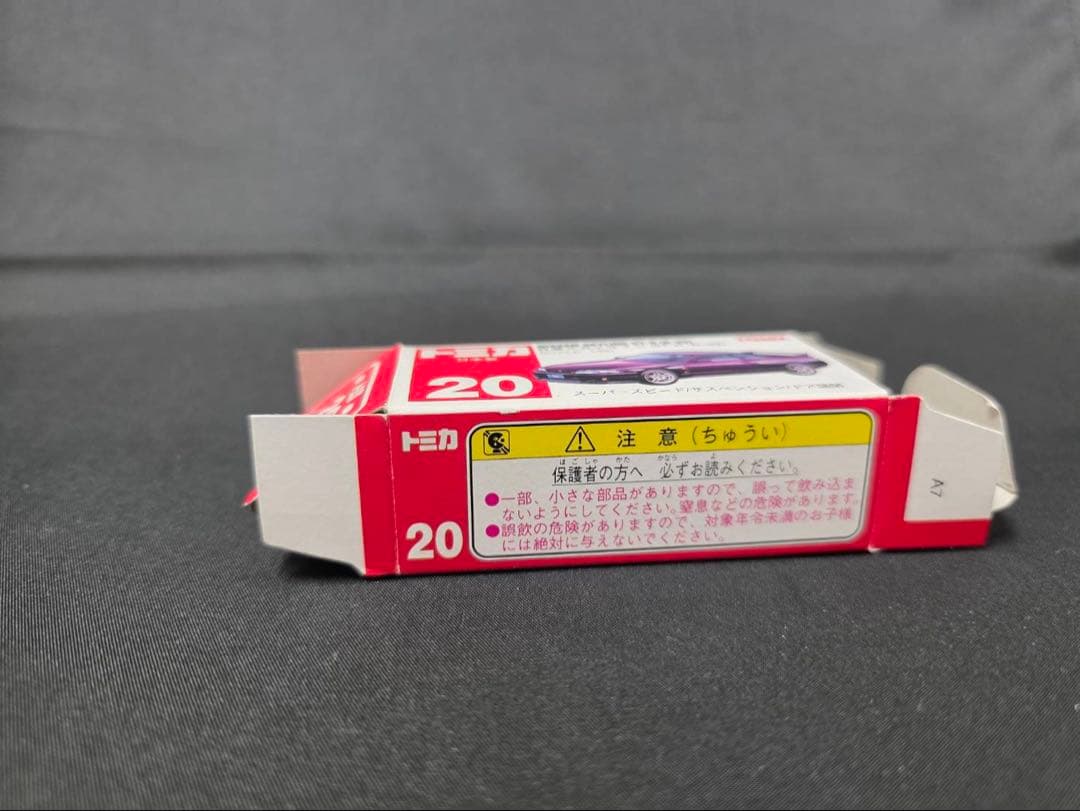 トミカ
20
スーパースピード/サスペンション/ドア開閉
トミカ
20
注 意 (ちゅうい)
保護者の方へ 必ずお読みください。
ほごしゃ かた かなら よ
●一部、小さな部品がありますので、誤って飲み込ま
ないようにしてください。窒息などの危険があります。
●誤飲の危険がありますので、対象年令未満のお子様
には絶対に与えないでください。
A7